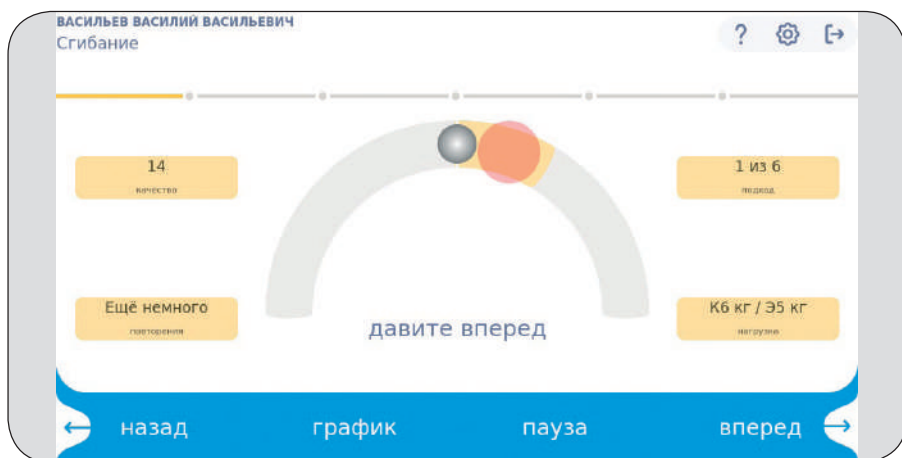 ВАСИЛЬЕВ ВАСИЛИЙ ВАСИЛЬЕВИЧ
Сгибание
?
14
качество
1 из 6
подход
Ещё немного
повторения
К6 кг / Э5 кг
нагрузка
давите вперед
назад
график
пауза
вперед